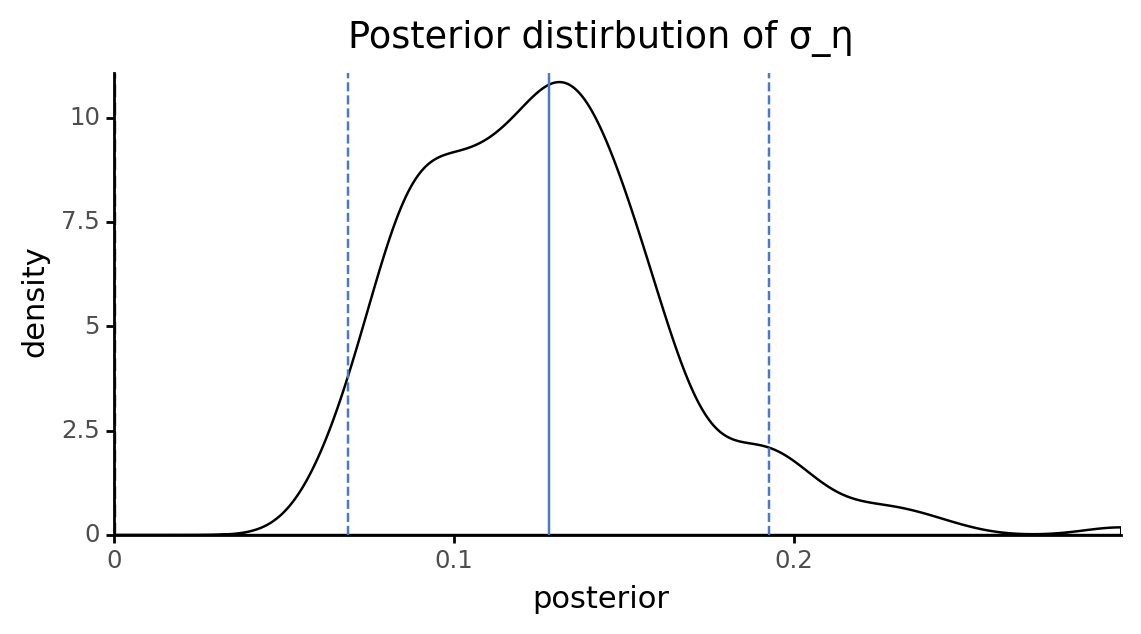 Posterior distirbution of σ_η
10
7.5
5
2.5
0
density
0
0.1
0.2
posterior